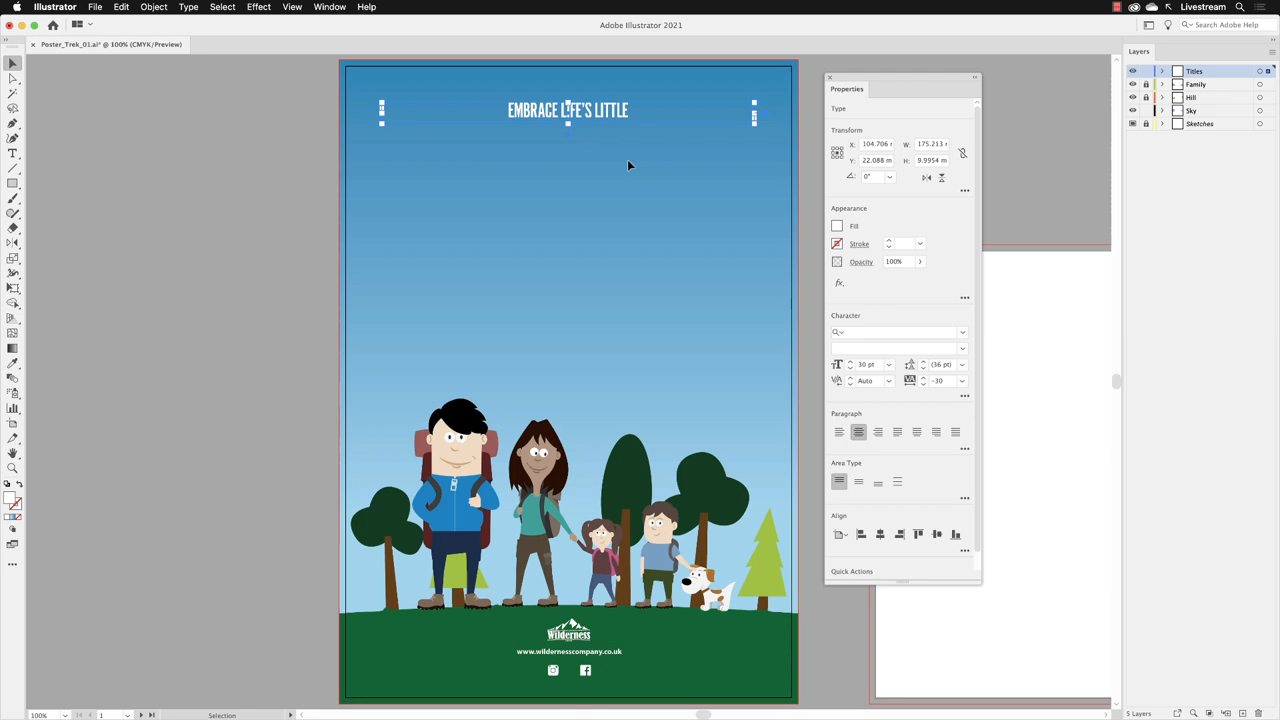 Illustrator File Edit Object Type Select Effect View Window Help Livestream
Adobe Illustrator 2021
Search Adobe Help
Poster_Trek_01.ai* @ 100% (CMYK/Preview)
Layers
Titles
Family
Hill
Sky
Sketches
EMBRACE LIFE'S LITTLE
Wilderness
www.wildernesscompany.co.uk
Properties
Type
Transform
X: 104.706 W: 175.213
Y: 22.088 m H: 9.9954 m
0°
Appearance
Fill
Stroke
Opacity 100%
fx.
Character
30 pt (36 pt)
Auto -30
Paragraph
Area Type
Align
Quick Actions
100% 1 Selection
5 Layers